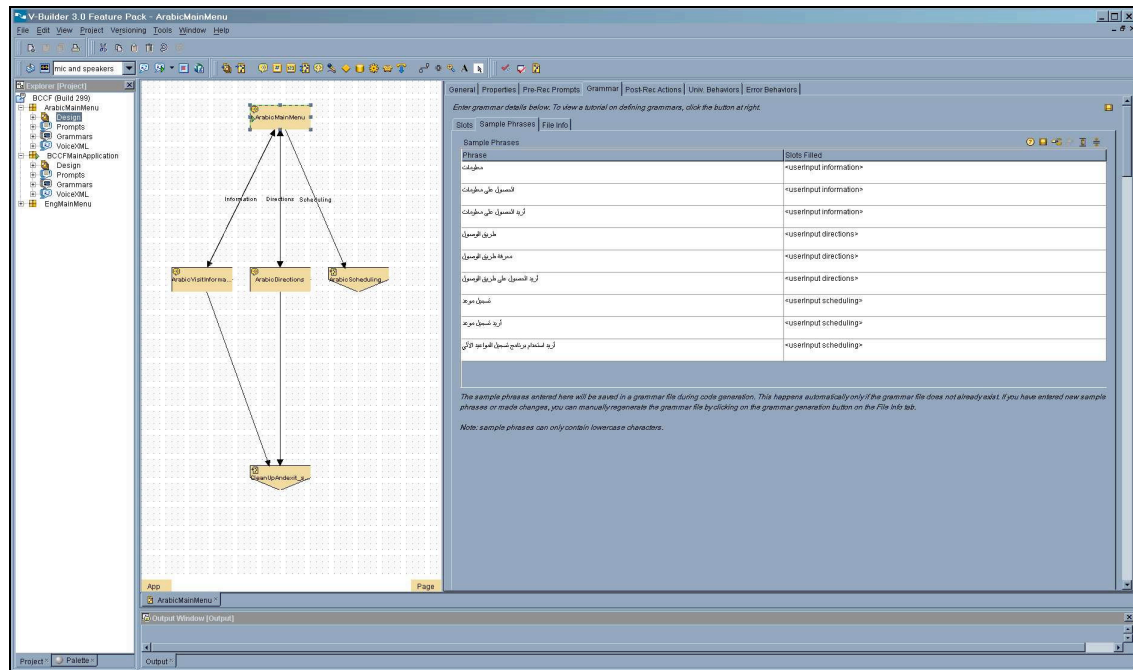 V-Builder 3.0 Feature Pack - ArabicMainMenu
File Edit View Project Versioning Tools Window Help
mic and speakers
Explorer [Project]
BCCF (Build 299)
ArabicMainMenu
Design
Prompts
Grammars
VoiceXML
BCCFMainApplication
Design
Prompts
Grammars
VoiceXML
EngMainMenu
Project
Palette
ArabicMainMenu
Information Directions Scheduling
ArabicVisitInforma...
ArabicDirections
ArabicScheduling
CleanUpAndexit_s...
App
Page
ArabicMainMenu
General Properties Pre-Rec Prompts Grammar Post-Rec Actions Univ. Behaviors Error Behaviors
Enter grammar details below. To view a tutorial on defining grammars, click the button at right.
Slots Sample Phrases File Info
Sample Phrases
Phrase Slots Filled
معلومات <userInput information>
الحصول على معلومات <userInput information>
أريد الحصول على معلومات <userInput information>
طريق الوصول <userInput directions>
معرفة طريق الوصول <userInput directions>
أريد الحصول على طريق الوصول <userInput directions>
تسجيل موعد <userInput scheduling>
أريد تسجيل موعد <userInput scheduling>
أريد استخدام برنامج تسجيل المواعيد الآلي <userInput scheduling>
The sample phrases entered here will be saved in a grammar file during code generation. This happens automatically only if the grammar file does not already exist. If you have entered new sample
phrases or made changes, you can manually regenerate the grammar file by clicking on the grammar generation button on the File Info tab.
Note: sample phrases can only contain lowercase characters.
Output Window [Output]
Output